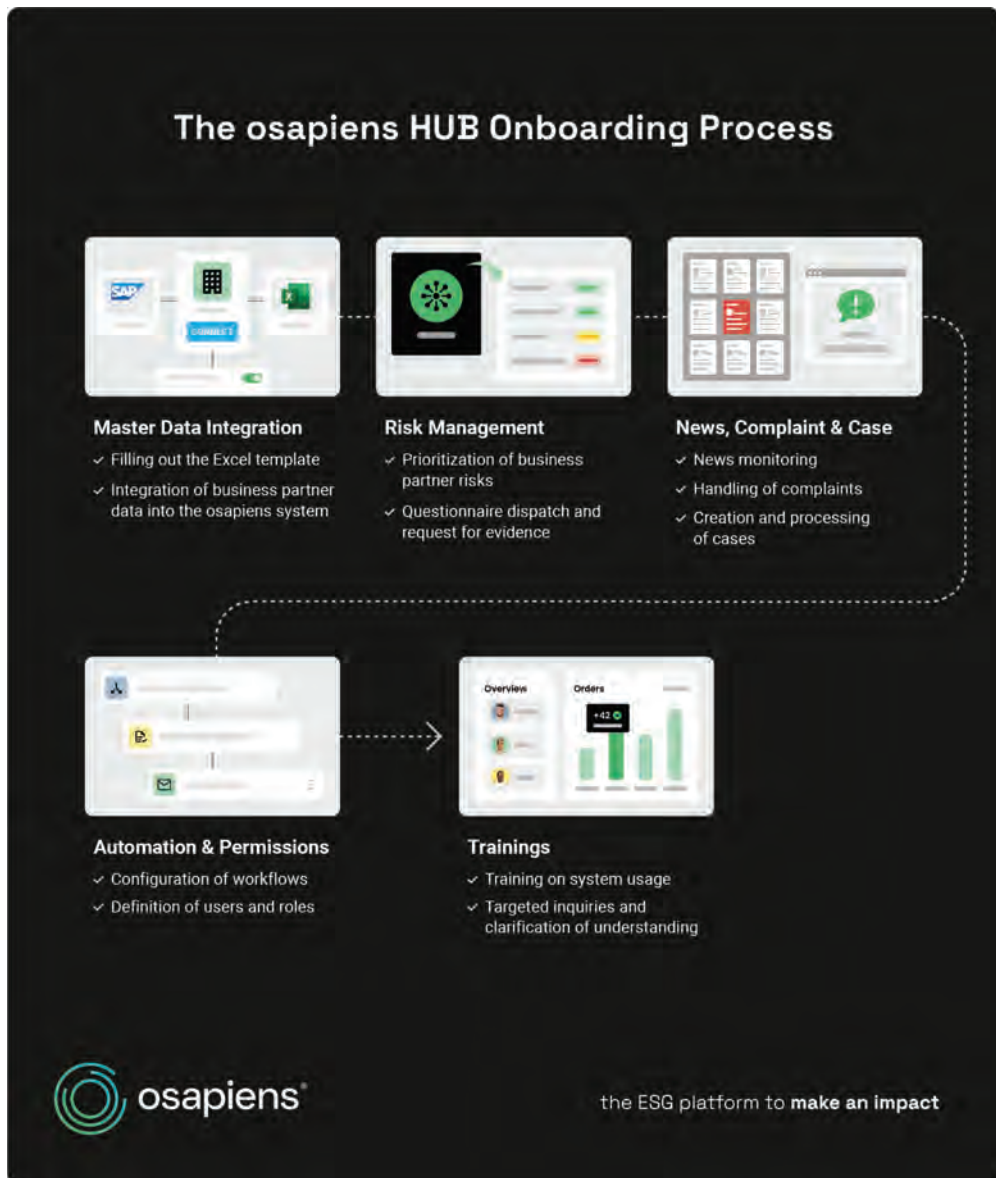 The osapiens HUB Onboarding Process
SAP
CONNECT
Master Data Integration
Filling out the Excel template
Integration of business partner
data into the osapiens system
Risk Management
Prioritization of business
partner risks
Questionnaire dispatch and
request for evidence
News, Complaint & Case
News monitoring
Handling of complaints
Creation and processing
of cases
Automation & Permissions
Configuration of workflows
Definition of users and roles
Overview
Orders
+42
Trainings
Training on system usage
Targeted inquiries and
clarification of understanding
osapiens®
the ESG platform to make an impact